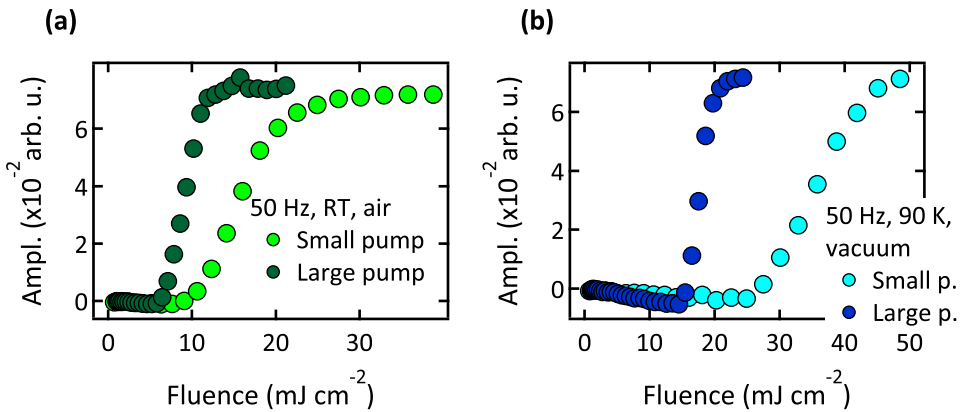 (a)
Ampl. (x10⁻² arb. u.)
6
4
2
0
50 Hz, RT, air
Small pump
Large pump
0 10 20 30
Fluence (mJ cm⁻²)
(b)
Ampl. (x10⁻² arb. u.)
6
4
2
0
50 Hz, 90 K,
vacuum
Small p.
Large p.
0 10 20 30 40 50
Fluence (mJ cm⁻²)